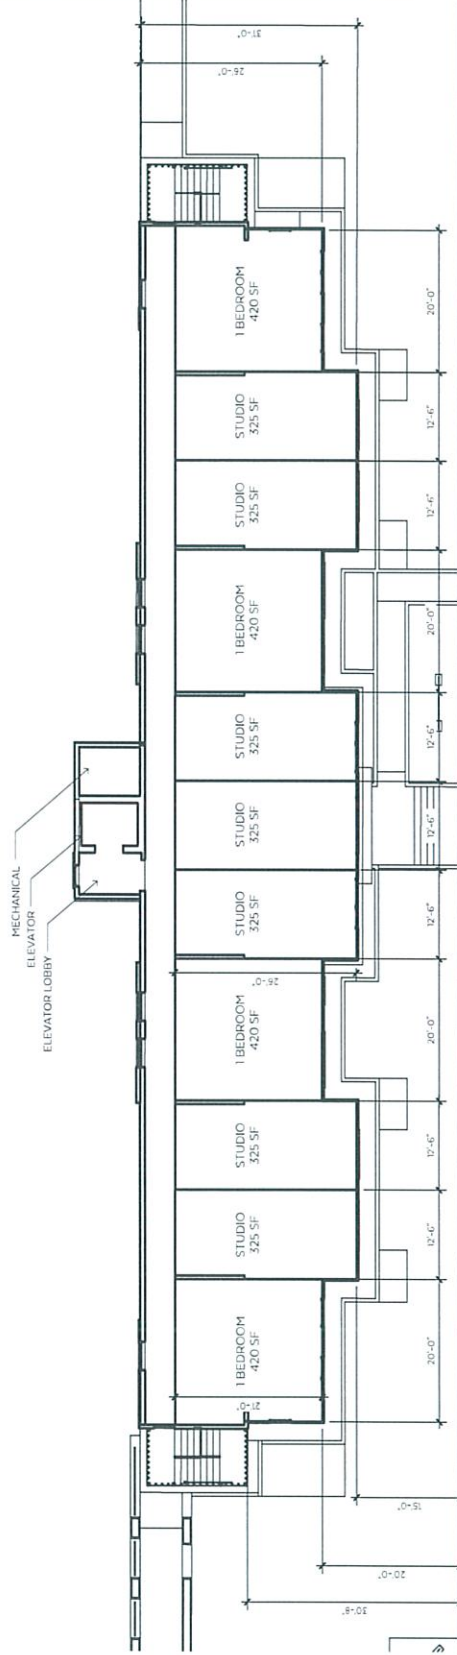 31'-0"
26'-0"
1 BEDROOM
420 SF
20'-0"
STUDIO
325 SF
12'-6"
STUDIO
325 SF
12'-6"
1 BEDROOM
420 SF
20'-0"
STUDIO
325 SF
12'-6"
MECHANICAL
ELEVATOR
ELEVATOR LOBBY
STUDIO
325 SF
12'-6"
STUDIO
325 SF
12'-6"
26'-0"
1 BEDROOM
420 SF
20'-0"
STUDIO
325 SF
12'-6"
STUDIO
325 SF
12'-6"
1 BEDROOM
420 SF
21'-0"
20'-0"
15'-0"
20'-0"
30'-8"